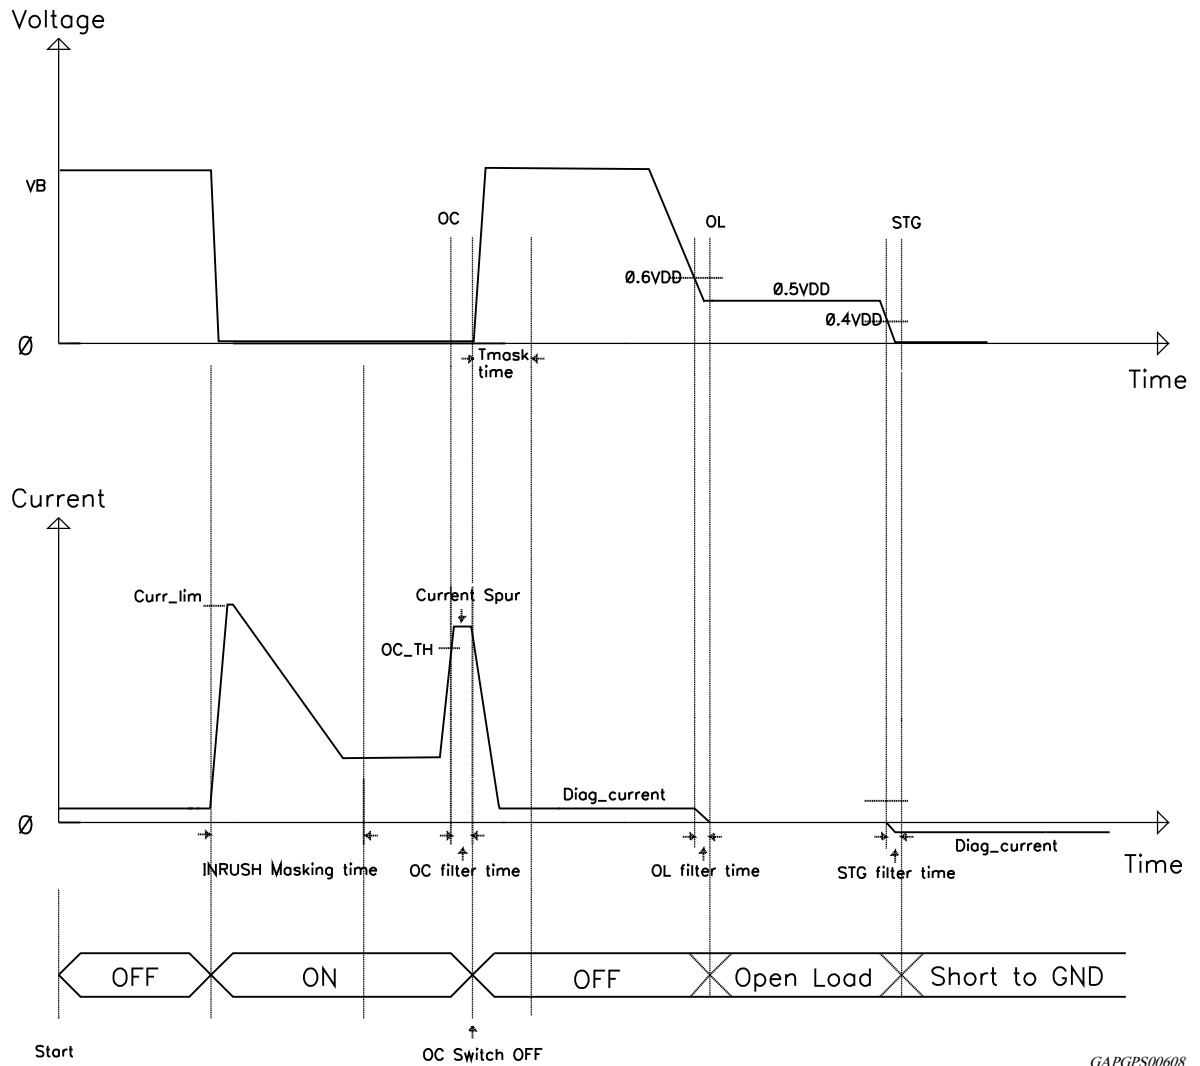 Voltage
VB
OC
OL
STG
0.6VDD
0.5VDD
0.4VDD
Ø
Tmask
time
Time
Current
Curr_lim
Current Spur
OC_TH
Diag_current
Ø
Diag_current
Time
INRUSH Masking time
OC filter time
OL filter time
STG filter time
OFF
ON
OFF
Open Load
Short to GND
Start
OC Switch OFF
GAPGPS00608